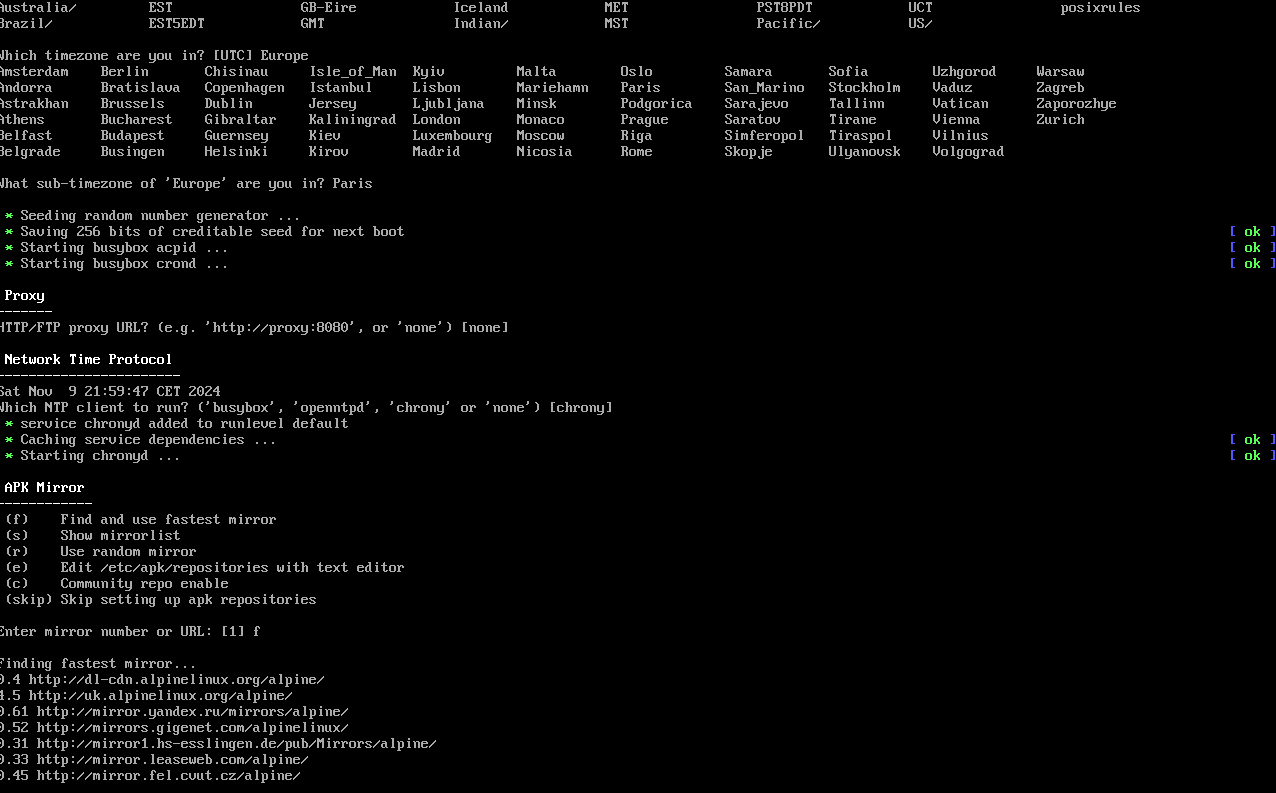 Australia/ EST GB-Eire Iceland MET PST8PDT UCT posixrules
Brazil/ EST5EDT GMT Indian/ MST Pacific/ US/
Which timezone are you in? [UTC] Europe
Amsterdam Berlin Chisinau Isle_of_Man Kyiv Malta Oslo Samara Sofia Uzhgorod Warsaw
Andorra Bratislava Copenhagen Istanbul Lisbon Mariehamn Paris San_Marino Stockholm Vaduz Zagreb
Astrakhan Brussels Dublin Jersey Ljubljana Minsk Podgorica Sarajevo Tallinn Vatican Zaporozhye
Athens Bucharest Gibraltar Kaliningrad London Monaco Prague Saratov Tirane Vienna Zurich
Belfast Budapest Guernsey Kiev Luxembourg Moscow Riga Simferopol Tiraspol Vilnius
Belgrade Busingen Helsinki Kirov Madrid Nicosia Rome Skopje Ulyanovsk Volgograd
What sub-timezone of 'Europe' are you in? Paris
* Seeding random number generator ...
* Saving 256 bits of creditable seed for next boot [ ok ]
* Starting busybox acpid ... [ ok ]
* Starting busybox crond ... [ ok ]
Proxy
-------
HTTP/FTP proxy URL? (e.g. 'http://proxy:8080', or 'none') [none]
Network Time Protocol
-----------------------
Sat Nov  9 21:59:47 CET 2024
Which NTP client to run? ('busybox', 'openntpd', 'chrony' or 'none') [chrony]
* service chronyd added to runlevel default
* Caching service dependencies ... [ ok ]
* Starting chronyd ... [ ok ]
APK Mirror
------------
(f) Find and use fastest mirror
(s) Show mirrorlist
(r) Use random mirror
(e) Edit /etc/apk/repositories with text editor
(c) Community repo enable
(skip) Skip setting up apk repositories
Enter mirror number or URL: [1] f
Finding fastest mirror...
0.4 http://dl-cdn.alpinelinux.org/alpine/
4.5 http://uk.alpinelinux.org/alpine/
0.61 http://mirror.yandex.ru/mirrors/alpine/
0.52 http://mirrors.gigenet.com/alpinelinux/
0.31 http://mirror1.hs-esslingen.de/pub/Mirrors/alpine/
0.33 http://mirror.leaseweb.com/alpine/
0.45 http://mirror.fel.cvut.cz/alpine/